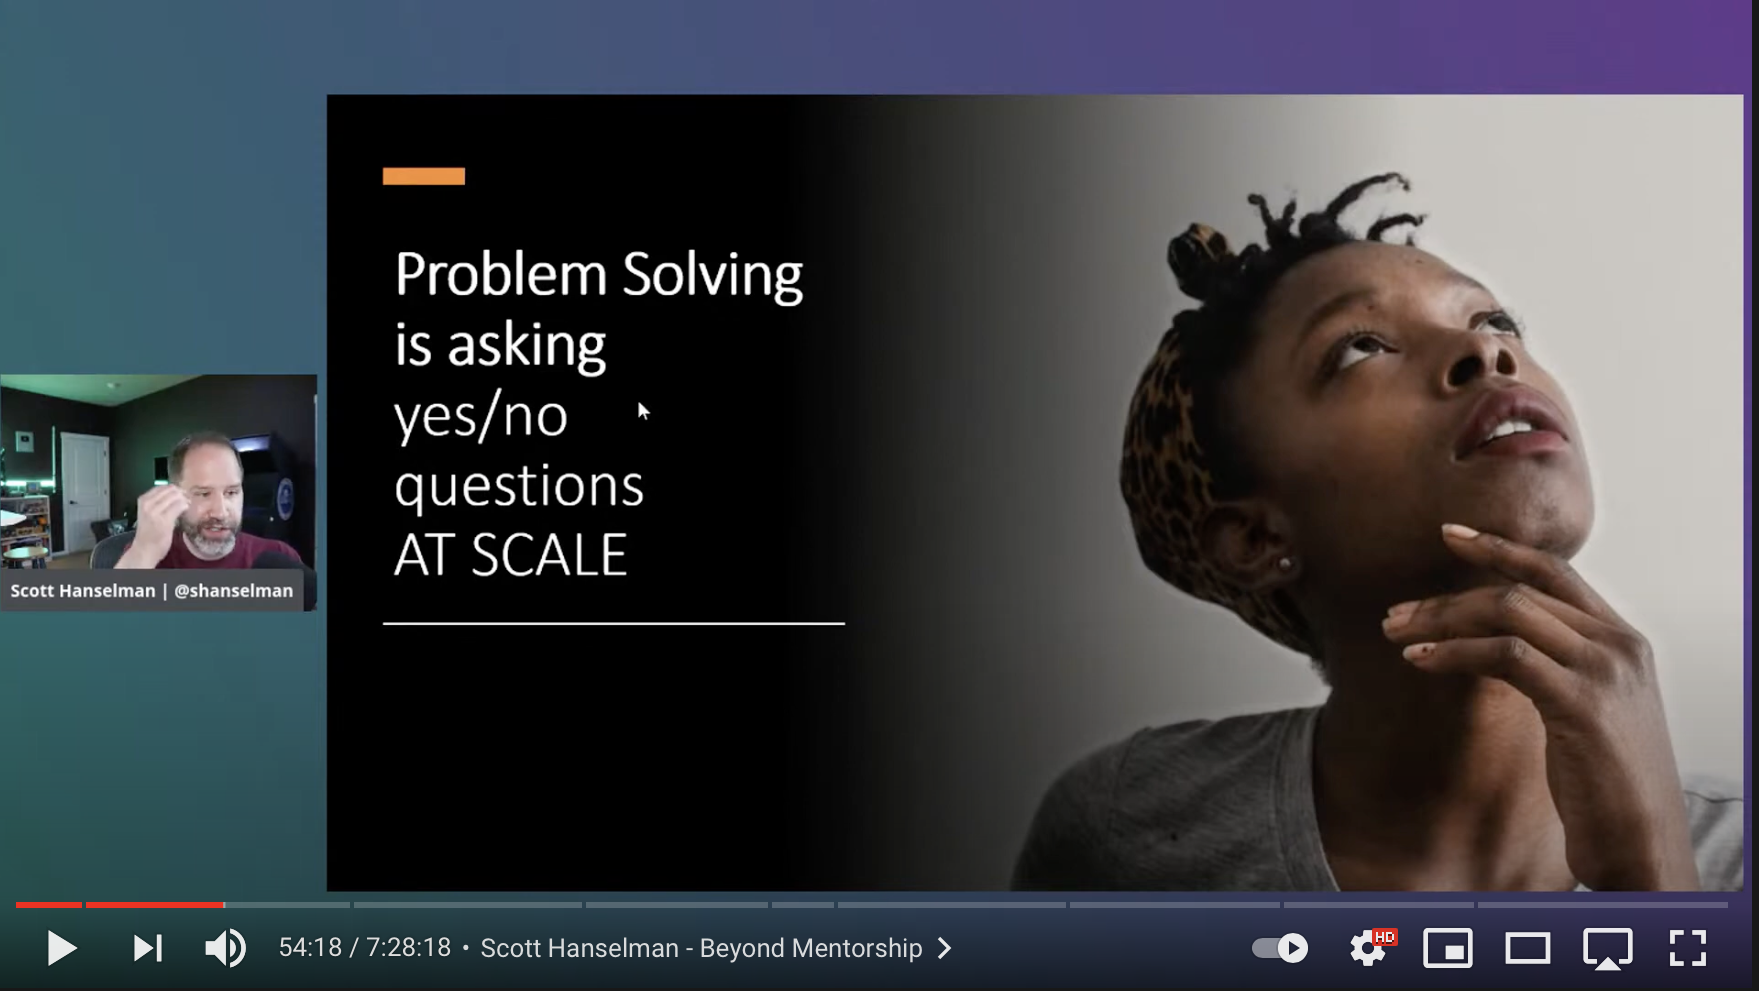 Problem Solving
is asking
yes/no
questions
AT SCALE
Scott Hanselman | @shanselman
54:18 / 7:28:18 • Scott Hanselman - Beyond Mentorship
HD